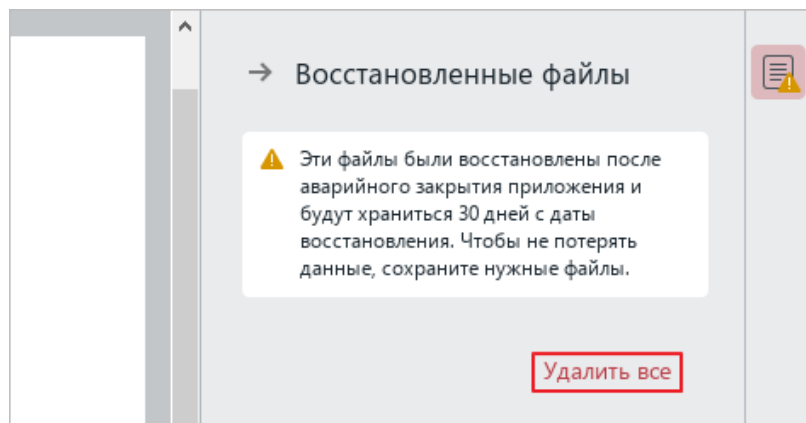 Восстановленные файлы
Эти файлы были восстановлены после
аварийного закрытия приложения и
будут храниться 30 дней с даты
восстановления. Чтобы не потерять
данные, сохраните нужные файлы.
Удалить все